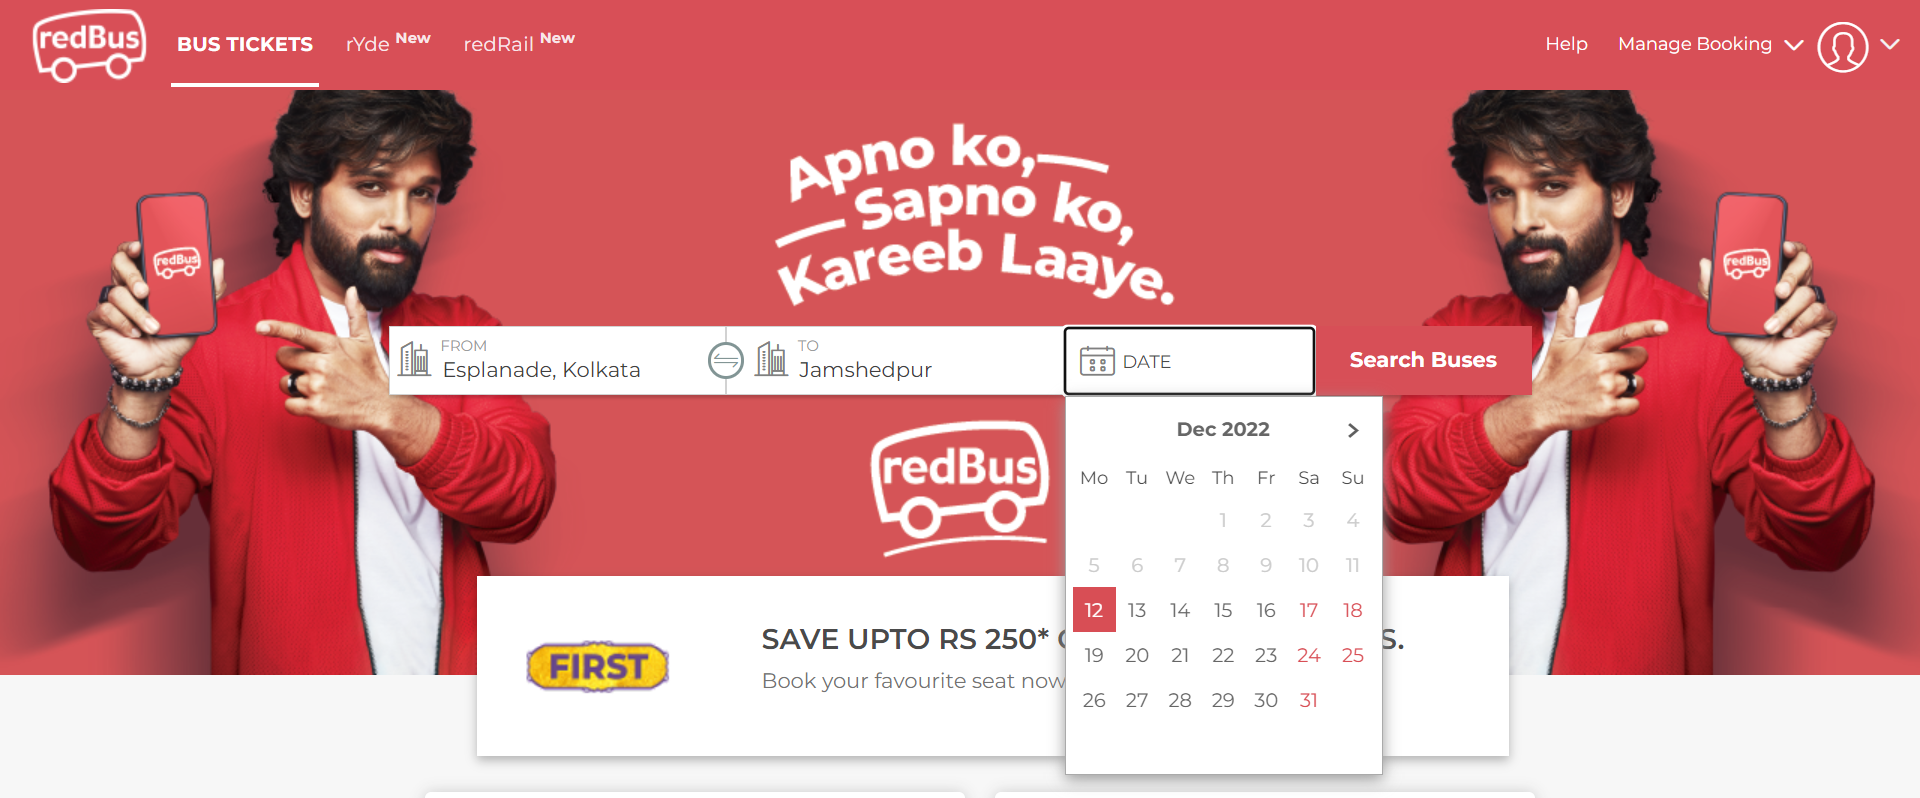 redBus
BUS TICKETS
rYde New
redRail New
Help
Manage Booking
Apno ko,
Sapno ko,
Kareeb Laaye.
redBus
redBus
FROM
Esplanade, Kolkata
TO
Jamshedpur
DATE
Search Buses
redBus
Dec 2022
Mo Tu We Th Fr Sa Su
1 2 3 4
5 6 7 8 9 10 11
12 13 14 15 16 17 18
19 20 21 22 23 24 25
26 27 28 29 30 31
FIRST
SAVE UPTO RS 250* S.
Book your favourite seat now